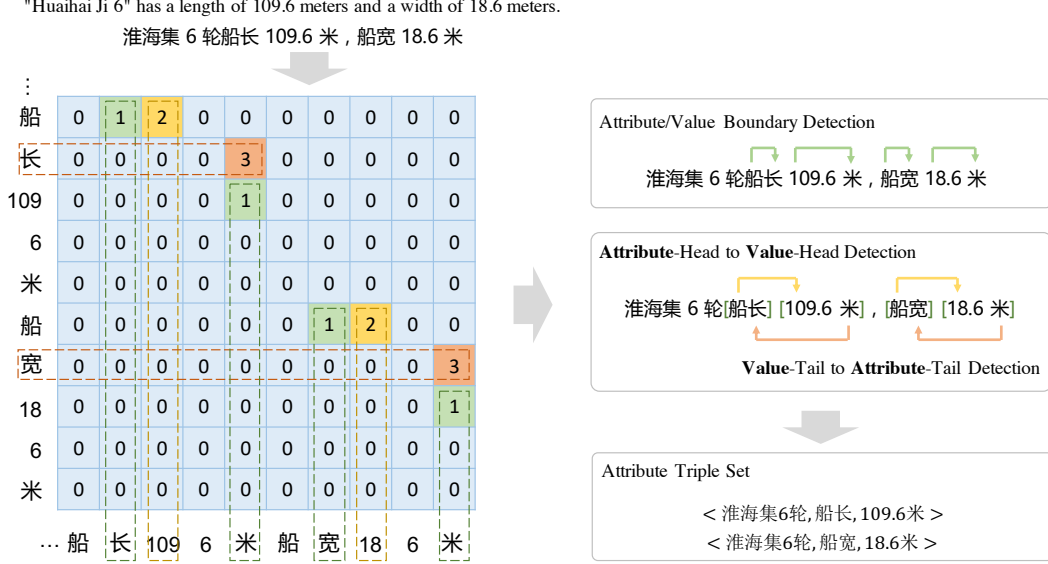 "Huaihai Ji 6" has a length of 109.6 meters and a width of 18.6 meters.
淮海集 6 轮船长 109.6 米，船宽 18.6 米
⋮
船 0 1 2 0 0 0 0 0 0 0
长 0 0 0 0 3 0 0 0 0 0
109 0 0 0 0 1 0 0 0 0 0
6 0 0 0 0 0 0 0 0 0 0
米 0 0 0 0 0 0 0 0 0 0
船 0 0 0 0 0 0 1 2 0 0
宽 0 0 0 0 0 0 0 0 0 3
18 0 0 0 0 0 0 0 0 0 1
6 0 0 0 0 0 0 0 0 0 0
米 0 0 0 0 0 0 0 0 0 0
… 船 长 109 6 米 船 宽 18 6 米
Attribute/Value Boundary Detection
淮海集 6 轮船长 109.6 米，船宽 18.6 米
Attribute-Head to Value-Head Detection
淮海集 6 轮[船长] [109.6 米]，[船宽] [18.6 米]
Value-Tail to Attribute-Tail Detection
Attribute Triple Set
< 淮海集6轮, 船长, 109.6米 >
< 淮海集6轮, 船宽, 18.6米 >